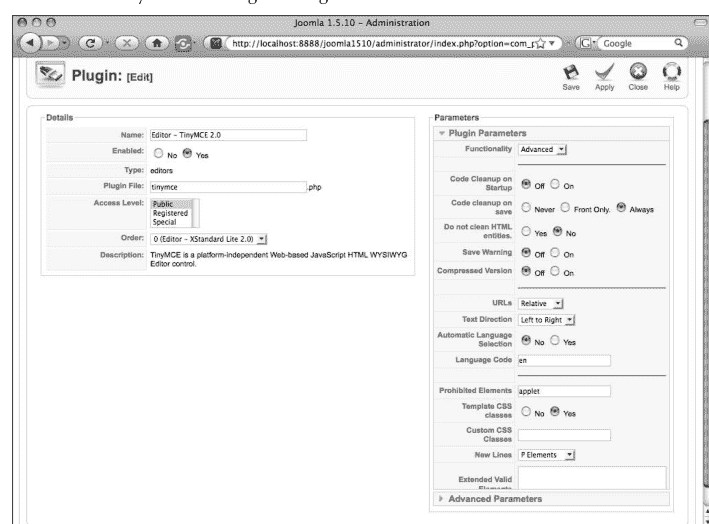 Joomla 1.5.10 – Administration
http://localhost:8888/joomla1510/administrator/index.php?option=com_p
Google
Plugin: [Edit]
Save Apply Close Help
Details
Name: Editor – TinyMCE 2.0
Enabled: No Yes
Type: editors
Plugin File: tinymce .php
Access Level: Public
Registered
Special
Order: 0 (Editor – XStandard Lite 2.0)
Description: TinyMCE is a platform-independent Web-based JavaScript HTML WYSIWYG
Editor control.
Parameters
Plugin Parameters
Functionality Advanced
Code Cleanup on
Startup Off On
Code cleanup on
save Never Front Only. Always
Do not clean HTML
entities. Yes No
Save Warning Off On
Compressed Version Off On
URLs Relative
Text Direction Left to Right
Automatic Language
Selection No Yes
Language Code en
Prohibited Elements applet
Template CSS
classes No Yes
Custom CSS
Classes
New Lines P Elements
Extended Valid
Advanced Parameters